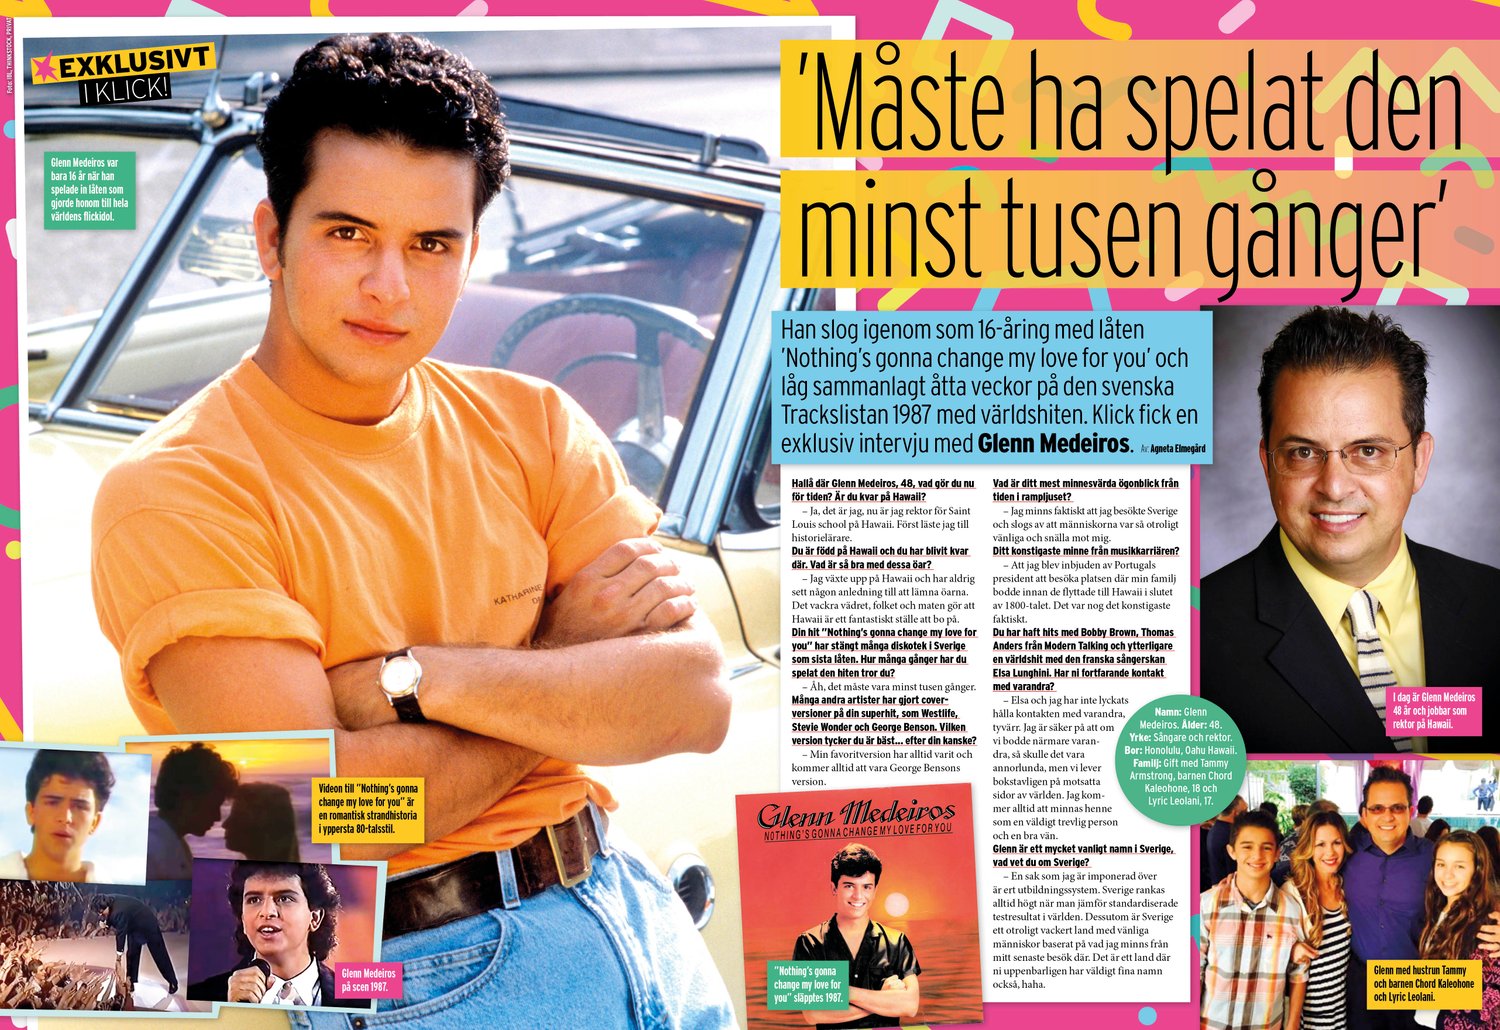 Foto: IBL, THINKSTOCK, PRIVAT
EXKLUSIVT
I KLICK!
Glenn Medeiros var
bara 16 år när han
spelade in låten som
gjorde honom till hela
världens flickidol.
'Måste ha spelat den
minst tusen gånger'
Han slog igenom som 16-åring med låten
'Nothing's gonna change my love for you' och
låg sammanlagt åtta veckor på den svenska
Trackslistan 1987 med världshiten. Klick fick en
exklusiv intervju med Glenn Medeiros. Av: Agneta Elmegård
Hallå där Glenn Medeiros, 48, vad gör du nu
för tiden? Är du kvar på Hawaii?
– Ja, det är jag, nu är jag rektor för Saint
Louis school på Hawaii. Först läste jag till
historielärare.
Du är född på Hawaii och du har blivit kvar
där. Vad är så bra med dessa öar?
– Jag växte upp på Hawaii och har aldrig
sett någon anledning till att lämna öarna.
Det vackra vädret, folket och maten gör att
Hawaii är ett fantastiskt ställe att bo på.
Din hit "Nothing's gonna change my love for
you" har stängt många diskotek i Sverige
som sista låten. Hur många gånger har du
spelat den hiten tror du?
– Åh, det måste vara minst tusen gånger.
Många andra artister har gjort cover-
versioner på din superhit, som Westlife,
Stevie Wonder och George Benson. Vilken
version tycker du är bäst... efter din kanske?
– Min favoritversion har alltid varit och
kommer alltid att vara George Bensons
version.
Vad är ditt mest minnesvärda ögonblick från
tiden i rampljuset?
– Jag minns faktiskt att jag besökte Sverige
och slogs av att människorna var så otroligt
vänliga och snälla mot mig.
Ditt konstigaste minne från musikkarriären?
– Att jag blev inbjuden av Portugals
president att besöka platsen där min familj
bodde innan de flyttade till Hawaii i slutet
av 1800-talet. Det var nog det konstigaste
faktiskt.
Du har haft hits med Bobby Brown, Thomas
Anders från Modern Talking och ytterligare
en världshit med den franska sångerskan
Elsa Lunghini. Har ni fortfarande kontakt
med varandra?
– Elsa och jag har inte lyckats
hålla kontakten med varandra,
tyvärr. Jag är säker på att om
vi bodde närmare varan-
dra, så skulle det vara
annorlunda, men vi lever
bokstavligen på motsatta
sidor av världen. Jag kom-
mer alltid att minnas henne
som en väldigt trevlig person
och en bra vän.
Glenn är ett mycket vanligt namn i Sverige,
vad vet du om Sverige?
– En sak som jag är imponerad över
är ert utbildningssystem. Sverige rankas
alltid högt när man jämför standardiserade
testresultat i världen. Dessutom är Sverige
ett otroligt vackert land med vänliga
människor baserat på vad jag minns från
mitt senaste besök där. Det är ett land där
ni uppenbarligen har väldigt fina namn
också, haha.
I dag är Glenn Medeiros
48 år och jobbar som
rektor på Hawaii.
Namn: Glenn
Medeiros. Ålder: 48.
Yrke: Sångare och rektor.
Bor: Honolulu, Oahu Hawaii.
Familj: Gift med Tammy
Armstrong, barnen Chord
Kaleohone, 18 och
Lyric Leolani, 17.
KATHARINE
Videon till "Nothing's gonna
change my love for you" är
en romantisk strandhistoria
i yppersta 80-talsstil.
Glenn Medeiros
på scen 1987.
Glenn Medeiros
NOTHING'S GONNA CHANGE MY LOVE FOR YOU
"Nothing's gonna
change my love for
you" släpptes 1987.
Glenn med hustrun Tammy
och barnen Chord Kaleohone
och Lyric Leolani.